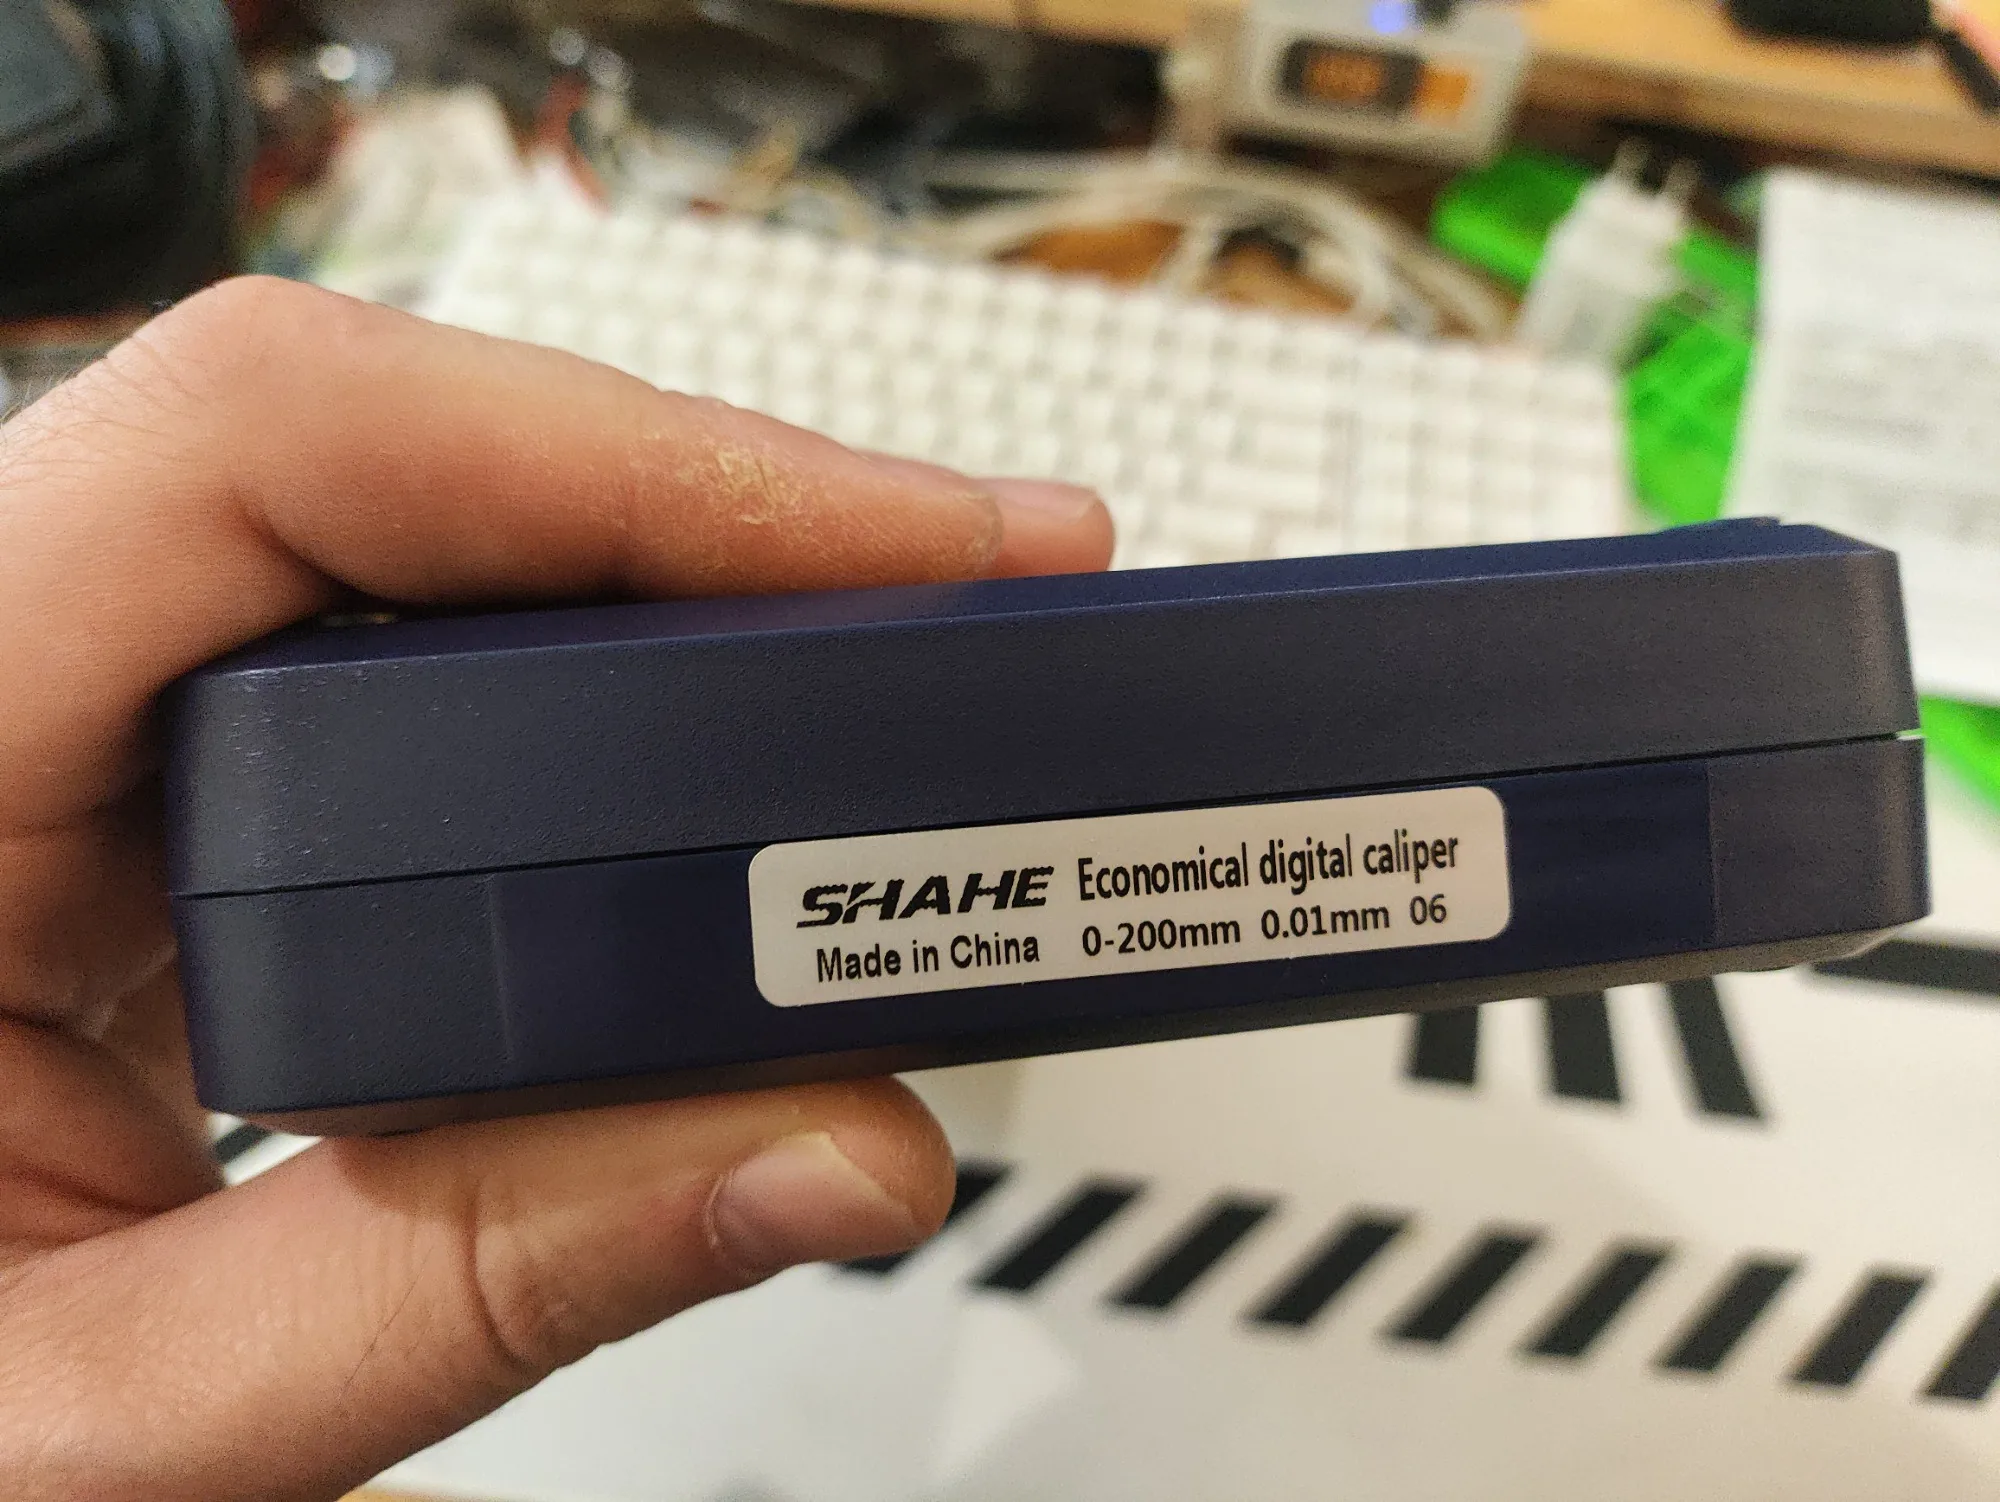 SHAHE Economical digital caliper
Made in China 0-200mm 0.01mm 06